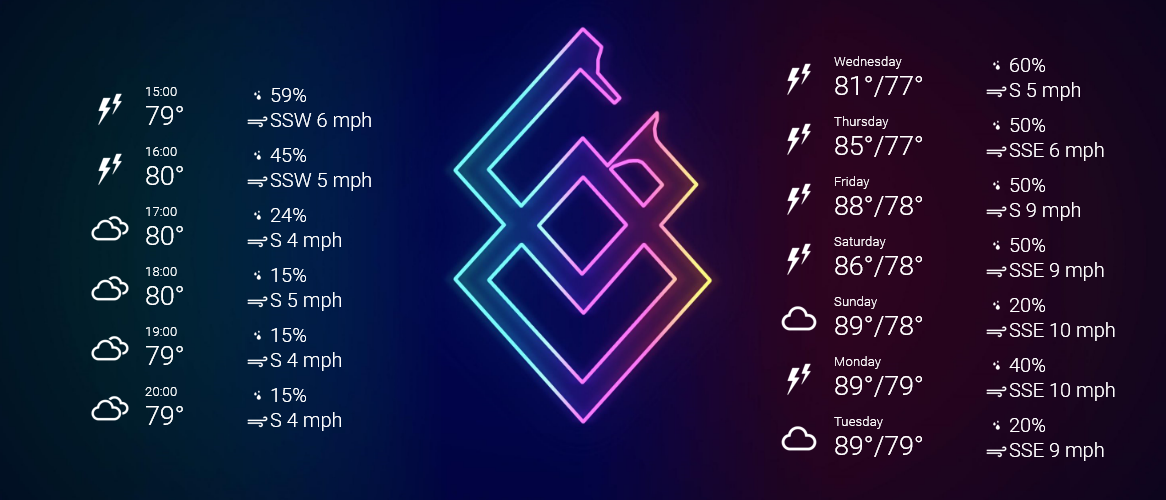 15:00
79°
59%
SSW 6 mph
16:00
80°
45%
SSW 5 mph
17:00
80°
24%
S 4 mph
18:00
80°
15%
S 5 mph
19:00
79°
15%
S 4 mph
20:00
79°
15%
S 4 mph
Wednesday
81°/77°
60%
S 5 mph
Thursday
85°/77°
50%
SSE 6 mph
Friday
88°/78°
50%
S 9 mph
Saturday
86°/78°
50%
SSE 9 mph
Sunday
89°/78°
20%
SSE 10 mph
Monday
89°/79°
40%
SSE 10 mph
Tuesday
89°/79°
20%
SSE 9 mph